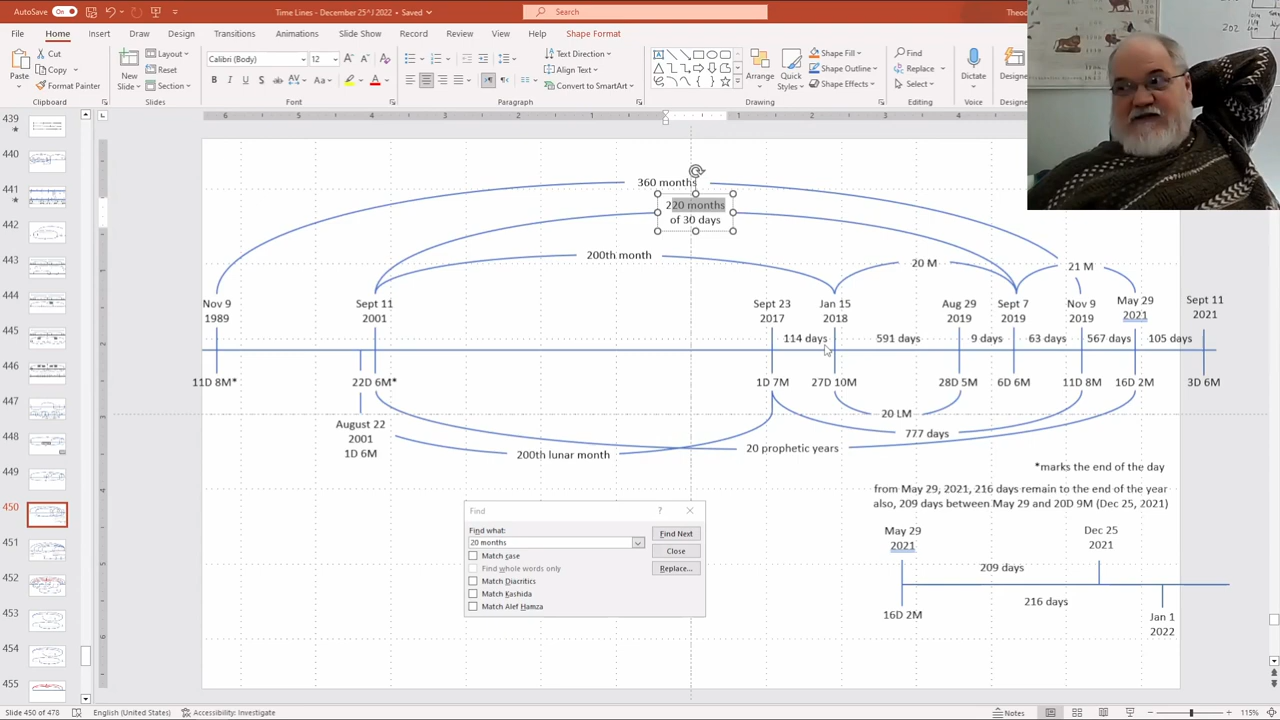 AutoSave On
Time Lines - December 25^J 2022 • Saved
Search
Theod
File
Home
Insert
Draw
Design
Transitions
Animations
Slide Show
Record
Review
View
Help
Shape Format
Paste
Cut
Copy
Format Painter
Clipboard
New
Slide
Layout
Reset
Section
Slides
Calibri (Body)
12
Font
Text Direction
Align Text
Convert to SmartArt
Paragraph
Arrange
Quick
Styles
Shape Fill
Shape Outline
Shape Effects
Drawing
Find
Replace
Select
Editing
Dictate
Voice
Designe
Designer
439
440
441
442
443
444
445
446
447
448
449
451
452
453
454
455
360 months
220 months
of 30 days
200th month
20 M
21 M
Nov 9
1989
Sept 11
2001
Sept 23
2017
Jan 15
2018
Aug 29
2019
Sept 7
2019
Nov 9
2019
May 29
2021
Sept 11
2021
114 days
591 days
9 days
63 days
567 days
105 days
11D 8M*
22D 6M*
1D 7M
27D 10M
28D 5M
6D 6M
11D 8M
16D 2M
3D 6M
August 22
2001
1D 6M
20 LM
777 days
20 prophetic years
200th lunar month
*marks the end of the day
from May 29, 2021, 216 days remain to the end of the year
also, 209 days between May 29 and 20D 9M (Dec 25, 2021)
May 29
2021
Dec 25
2021
209 days
216 days
16D 2M
Jan 1
2022
Find
Find what:
20 months
Match case
Find whole words only
Match Diacritics
Match Kashida
Match Alef Hamza
Find Next
Close
Replace...
Slide 450 of 478
English (United States)
Accessibility: Investigate
Notes
115%